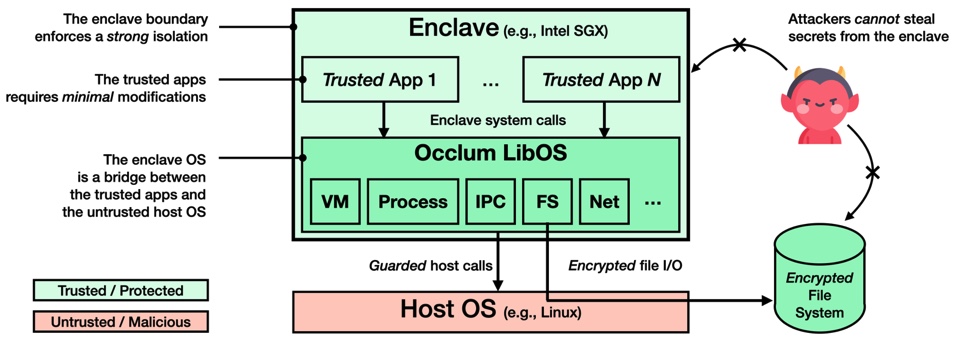 The enclave boundary
enforces a strong isolation
Enclave (e.g., Intel SGX)
Attackers cannot steal
secrets from the enclave
The trusted apps
requires minimal modifications
Trusted App 1
...
Trusted App N
Enclave system calls
The enclave OS
is a bridge between
the trusted apps and
the untrusted host OS
Occlum LibOS
VM
Process
IPC
FS
Net
...
Guarded host calls
Encrypted file I/O
Encrypted
File
System
Trusted / Protected
Untrusted / Malicious
Host OS (e.g., Linux)